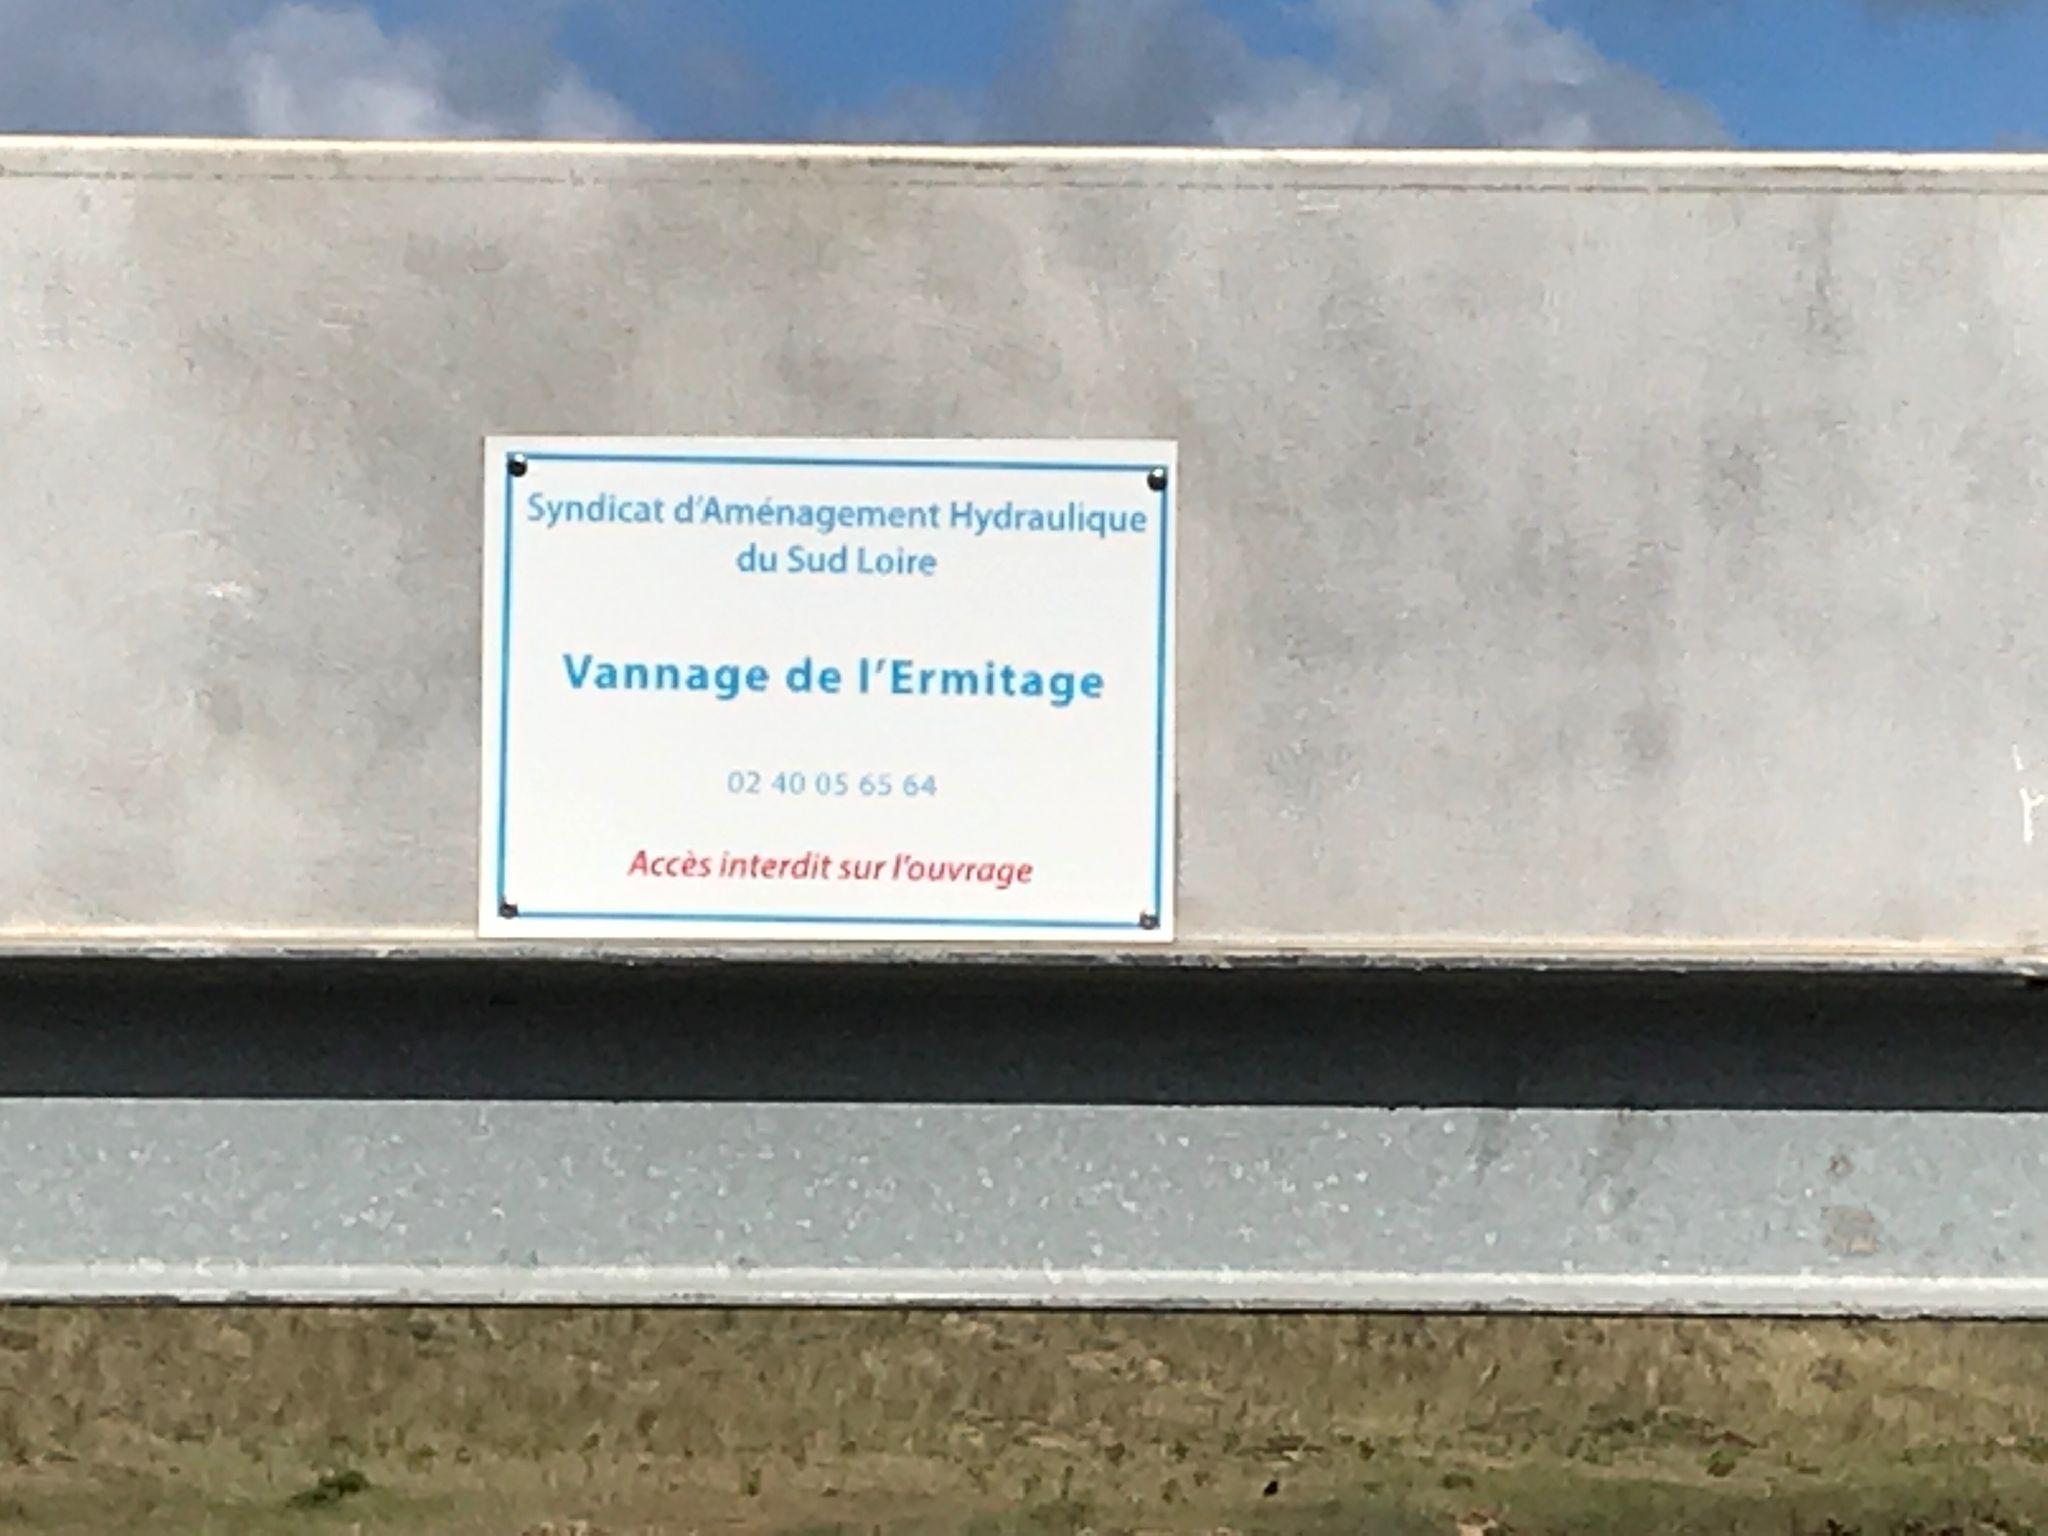 Syndicat d'Aménagement Hydraulique
du Sud Loire
Vannage de l'Ermitage
02 40 05 65 64
Accès interdit sur l'ouvrage